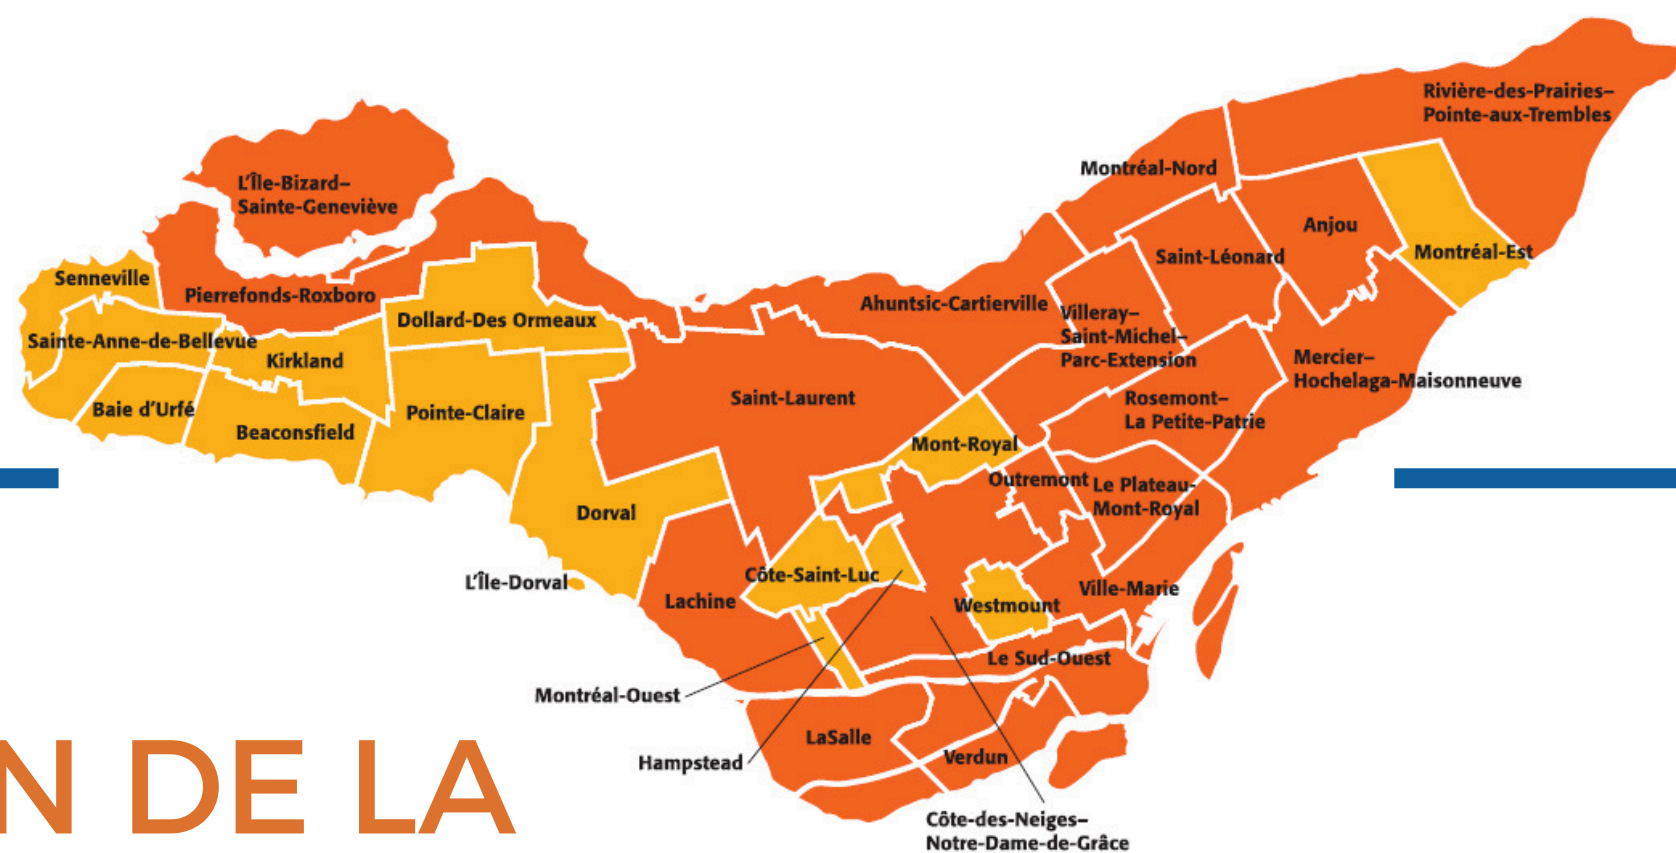 Rivière-des-Prairies–
Pointe-aux-Trembles
Montréal-Nord
L'Île-Bizard–
Sainte-Geneviève
Anjou
Montréal-Est
Saint-Léonard
Senneville
Pierrefonds-Roxboro
Ahuntsic-Cartierville
Villeray–
Saint-Michel–
Parc-Extension
Dollard-Des Ormeaux
Sainte-Anne-de-Bellevue
Kirkland
Mercier–
Hochelaga-Maisonneuve
Saint-Laurent
Rosemont–
La Petite-Patrie
Baie d'Urfé
Pointe-Claire
Beaconsfield
Mont-Royal
Outremont
Le Plateau-
Mont-Royal
Dorval
L'Île-Dorval
Côte-Saint-Luc
Lachine
Westmount
Ville-Marie
Le Sud-Ouest
Montréal-Ouest
LaSalle
Hampstead
Verdun
Côte-des-Neiges–
Notre-Dame-de-Grâce
N DE LA